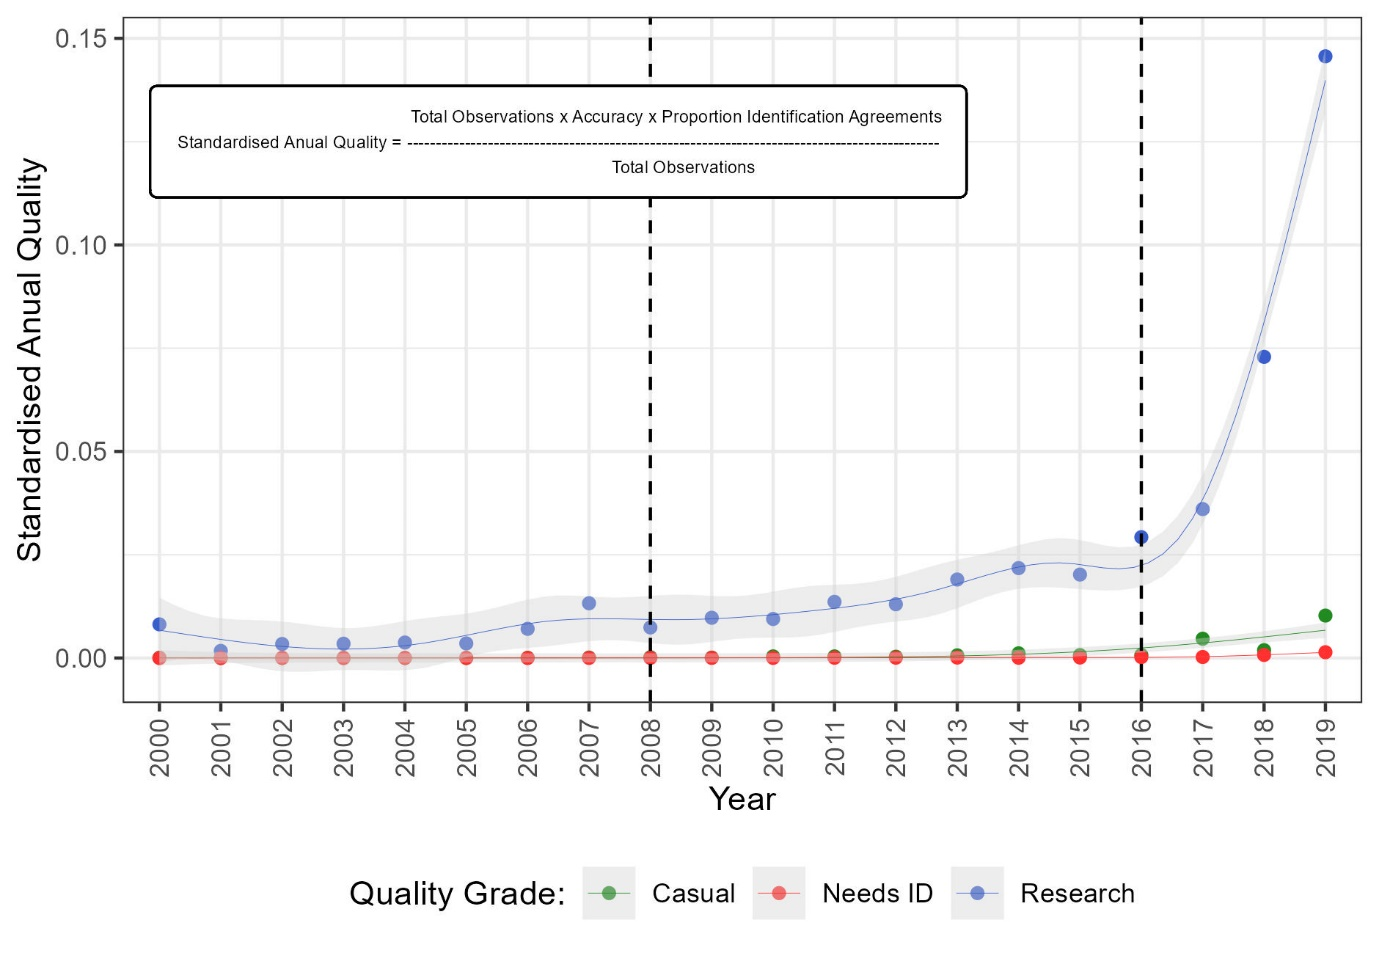 0.15
0.10
0.05
0.00
Standardised Anual Quality
Total Observations x Accuracy x Proportion Identification Agreements
Standardised Anual Quality = ---------------------------------------------------------------------------------------------------
Total Observations
2000 2001 2002 2003 2004 2005 2006 2007 2008 2009 2010 2011 2012 2013 2014 2015 2016 2017 2018 2019
Year
Quality Grade: Casual Needs ID Research